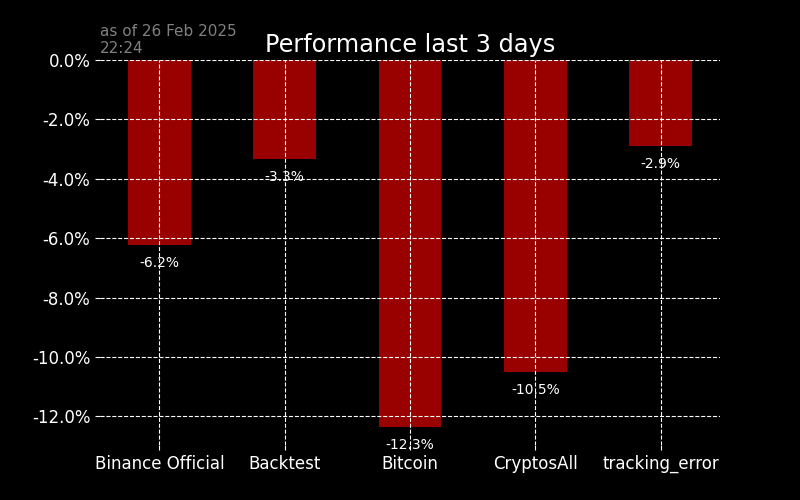 as of 26 Feb 2025
22:24
Performance last 3 days
0.0%
-2.0%
-4.0%
-6.0%
-8.0%
-10.0%
-12.0%
-6.2%
-3.3%
-12.3%
-10.5%
-2.9%
Binance Official
Backtest
Bitcoin
CryptosAll
tracking_error